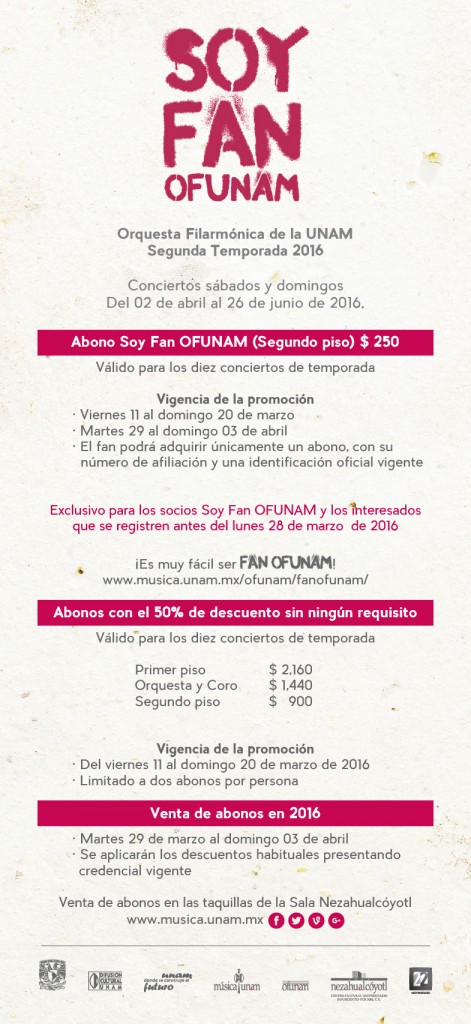 SOY
FAN
OFUNAM
Orquesta Filarmónica de la UNAM
Segunda Temporada 2016
Conciertos sábados y domingos
Del 02 de abril al 26 de junio de 2016.
Abono Soy Fan OFUNAM (Segundo piso) $ 250
Válido para los diez conciertos de temporada
Vigencia de la promoción
· Viernes 11 al domingo 20 de marzo
· Martes 29 al domingo 03 de abril
· El fan podrá adquirir únicamente un abono, con su
número de afiliación y una identificación oficial vigente
Exclusivo para los socios Soy Fan OFUNAM y los interesados
que se registren antes del lunes 28 de marzo de 2016
¡Es muy fácil ser FAN OFUNAM!
www.musica.unam.mx/ofunam/fanofunam/
Abonos con el 50% de descuento sin ningún requisito
Válido para los diez conciertos de temporada
Primer piso $ 2,160
Orquesta y Coro $ 1,440
Segundo piso $ 900
Vigencia de la promoción
· Del viernes 11 al domingo 20 de marzo de 2016
· Limitado a dos abonos por persona
Venta de abonos en 2016
· Martes 29 de marzo al domingo 03 de abril
· Se aplicarán los descuentos habituales presentando
credencial vigente
Venta de abonos en las taquillas de la Sala Nezahualcóyotl
www.musica.unam.mx
DIFUSION
CULTURAL
UNAM
unam
donde se construye el
futuro
música unam
ofunam
nezahualcóyotl